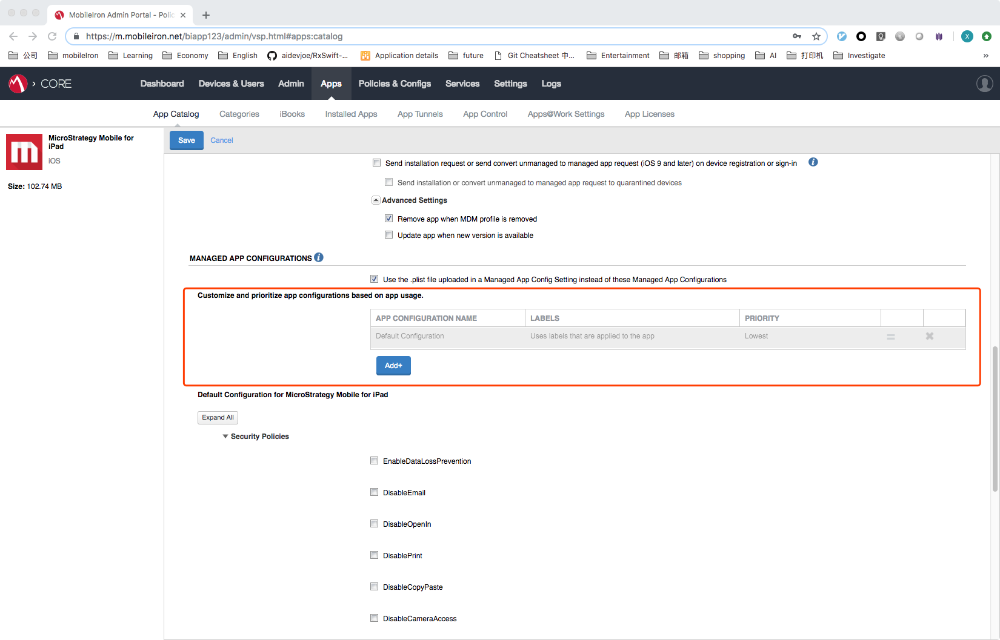 MobileIron Admin Portal - Polic
https://m.mobileiron.net/biapp123/admin/vsp.html#apps:catalog
X
公司 mobileIron Learning Economy English aidevjoe/RxSwift-... Application details future Git Cheatsheet 中... Entertainment 邮箱 shopping AI 打印机 Investigate »
› CORE Dashboard Devices & Users Admin Apps Policies & Configs Services Settings Logs
App Catalog Categories iBooks Installed Apps App Tunnels App Control Apps@Work Settings App Licenses
MicroStrategy Mobile for
iPad
iOS
Size: 102.74 MB
Save Cancel
Send installation request or send convert unmanaged to managed app request (iOS 9 and later) on device registration or sign-in
Send installation or convert unmanaged to managed app request to quarantined devices
Advanced Settings
Remove app when MDM profile is removed
Update app when new version is available
MANAGED APP CONFIGURATIONS
Use the .plist file uploaded in a Managed App Config Setting instead of these Managed App Configurations
Customize and prioritize app configurations based on app usage.
APP CONFIGURATION NAME LABELS PRIORITY
Default Configuration Uses labels that are applied to the app Lowest
Add+
Default Configuration for MicroStrategy Mobile for iPad
Expand All
Security Policies
EnableDataLossPrevention
DisableEmail
DisableOpenIn
DisablePrint
DisableCopyPaste
DisableCameraAccess